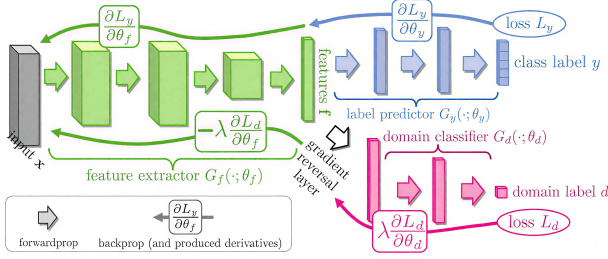 ∂L_y/∂θ_f
∂L_y/∂θ_y
loss L_y
input x
features f
class label y
label predictor G_y(·;θ_y)
−λ ∂L_d/∂θ_f
feature extractor G_f(·;θ_f)
gradient
reversal
layer
domain classifier G_d(·;θ_d)
domain label d
λ ∂L_d/∂θ_d
loss L_d
forwardprop
∂L_y/∂θ_f
backprop (and produced derivatives)